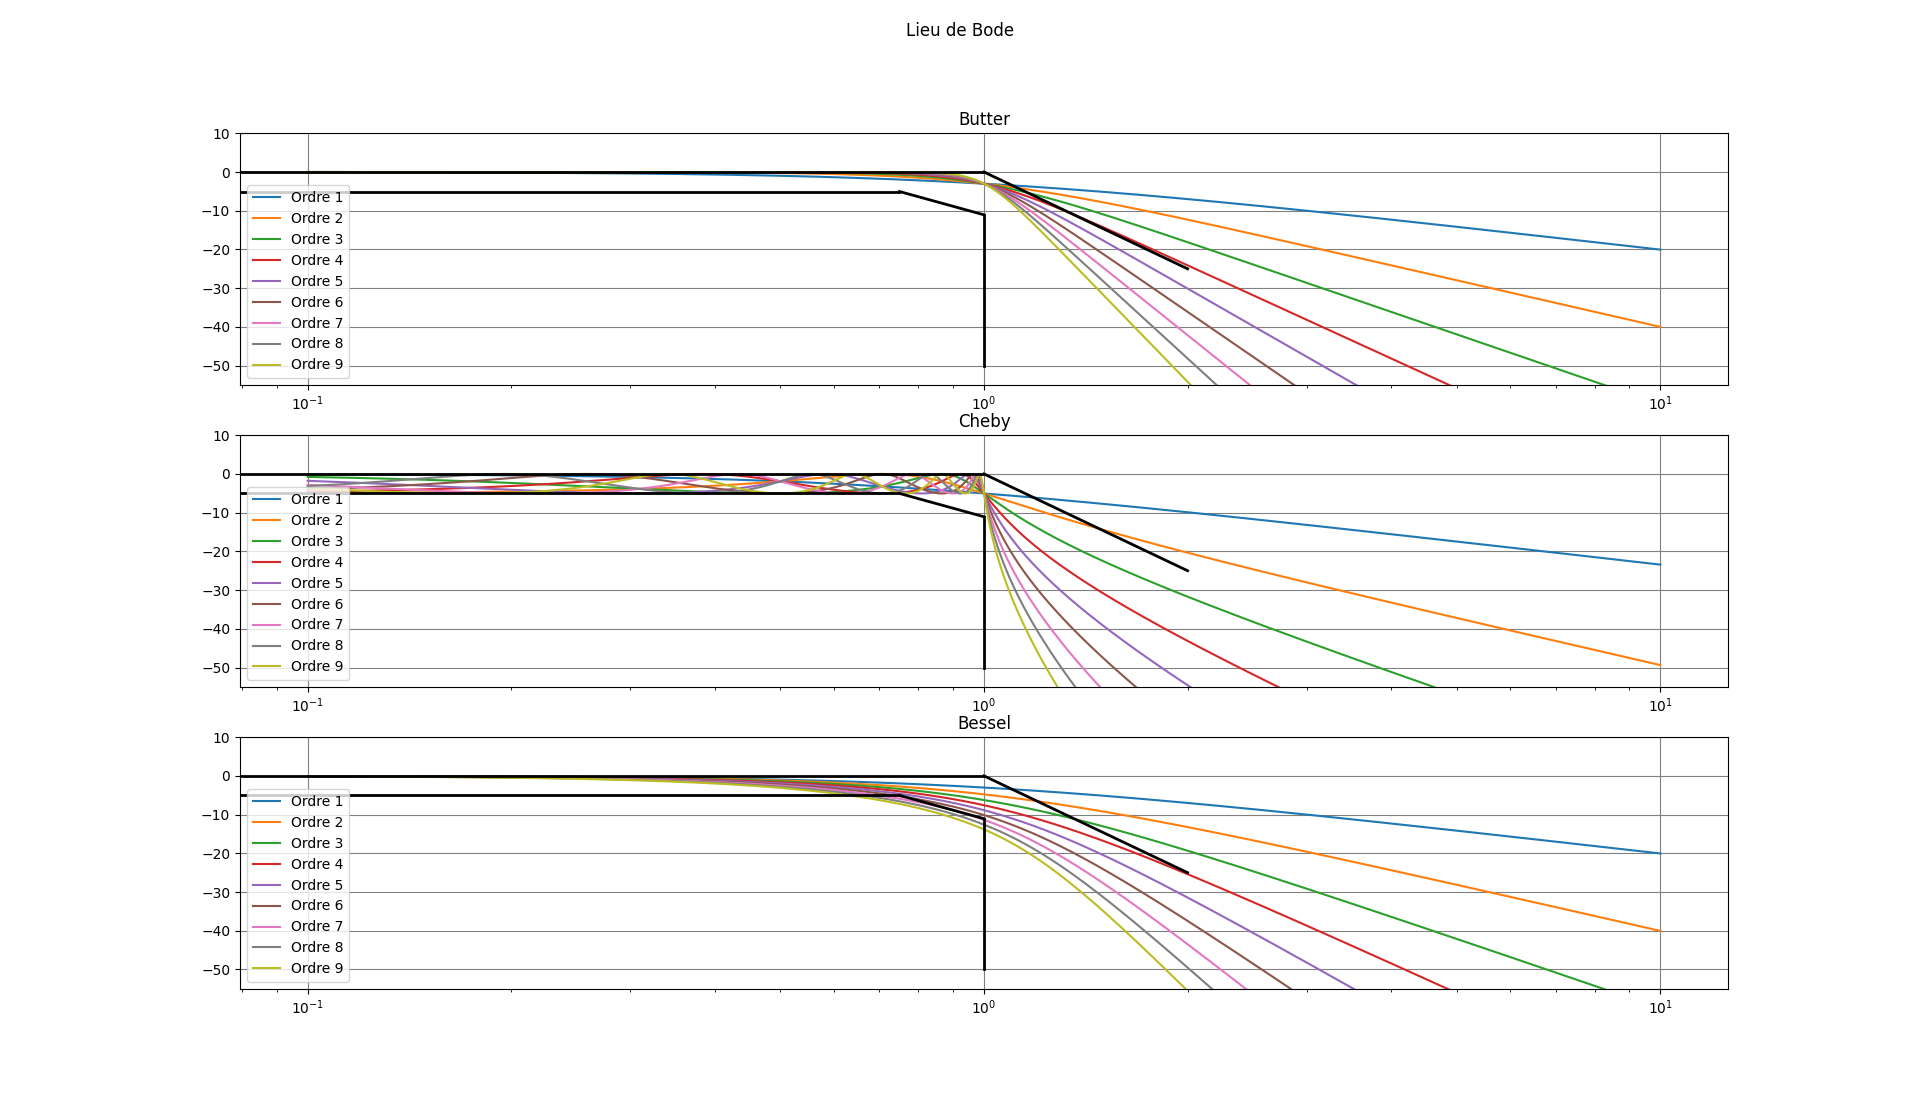 Lieu de Bode
Butter
10
0
−10
−20
−30
−40
−50
Ordre 1
Ordre 2
Ordre 3
Ordre 4
Ordre 5
Ordre 6
Ordre 7
Ordre 8
Ordre 9
10⁻¹ 10⁰ 10¹
Cheby
10
0
−10
−20
−30
−40
−50
Ordre 1
Ordre 2
Ordre 3
Ordre 4
Ordre 5
Ordre 6
Ordre 7
Ordre 8
Ordre 9
10⁻¹ 10⁰ 10¹
Bessel
10
0
−10
−20
−30
−40
−50
Ordre 1
Ordre 2
Ordre 3
Ordre 4
Ordre 5
Ordre 6
Ordre 7
Ordre 8
Ordre 9
10⁻¹ 10⁰ 10¹